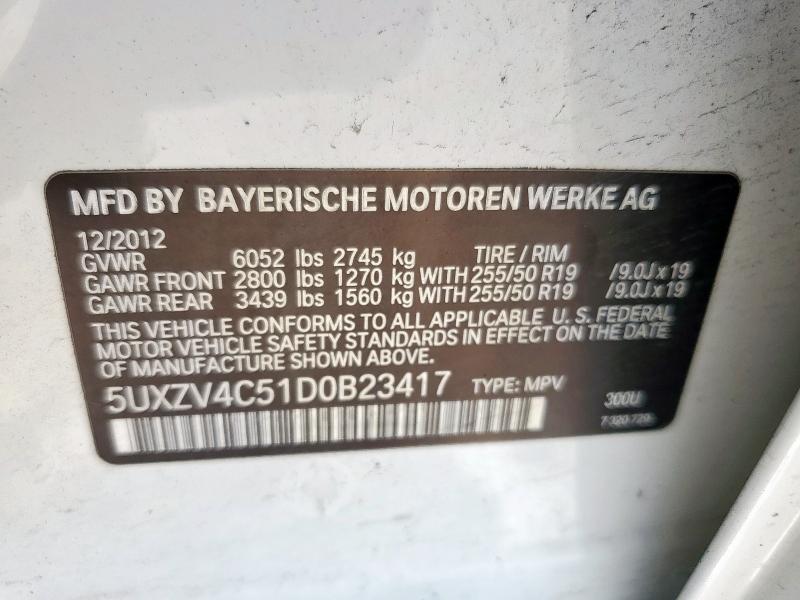 MFD BY BAYERISCHE MOTOREN WERKE AG
12/2012
GVWR 6052 lbs 2745 kg TIRE / RIM
GAWR FRONT 2800 lbs 1270 kg WITH 255/50 R19 /9.0J x 19
GAWR REAR 3439 lbs 1560 kg WITH 255/50 R19 /9.0J x 19
THIS VEHICLE CONFORMS TO ALL APPLICABLE U. S. FEDERAL
MOTOR VEHICLE SAFETY STANDARDS IN EFFECT ON THE DATE
OF MANUFACTURE SHOWN ABOVE.
5UXZV4C51D0B23417 TYPE: MPV 300U
7 320 729